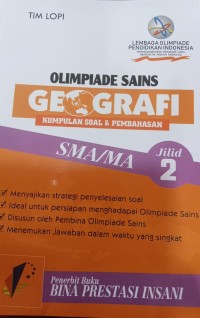 TIM LOPI
LEMBAGA OLIMPIADE
PENDIDIKAN INDONESIA
OLIMPIADE SAINS
GEOGRAFI
KUMPULAN SOAL & PEMBAHASAN
SMA/MA
Jilid
2
Menyajikan strategi penyelesaian soal
Ideal untuk persiapan menghadapai Olimpiade Sains
Disusun oleh Pembina Olimpiade Sains
Menemukan Jawaban dalam waktu yang singkat
Penerbit Buku
BINA PRESTASI INSANI